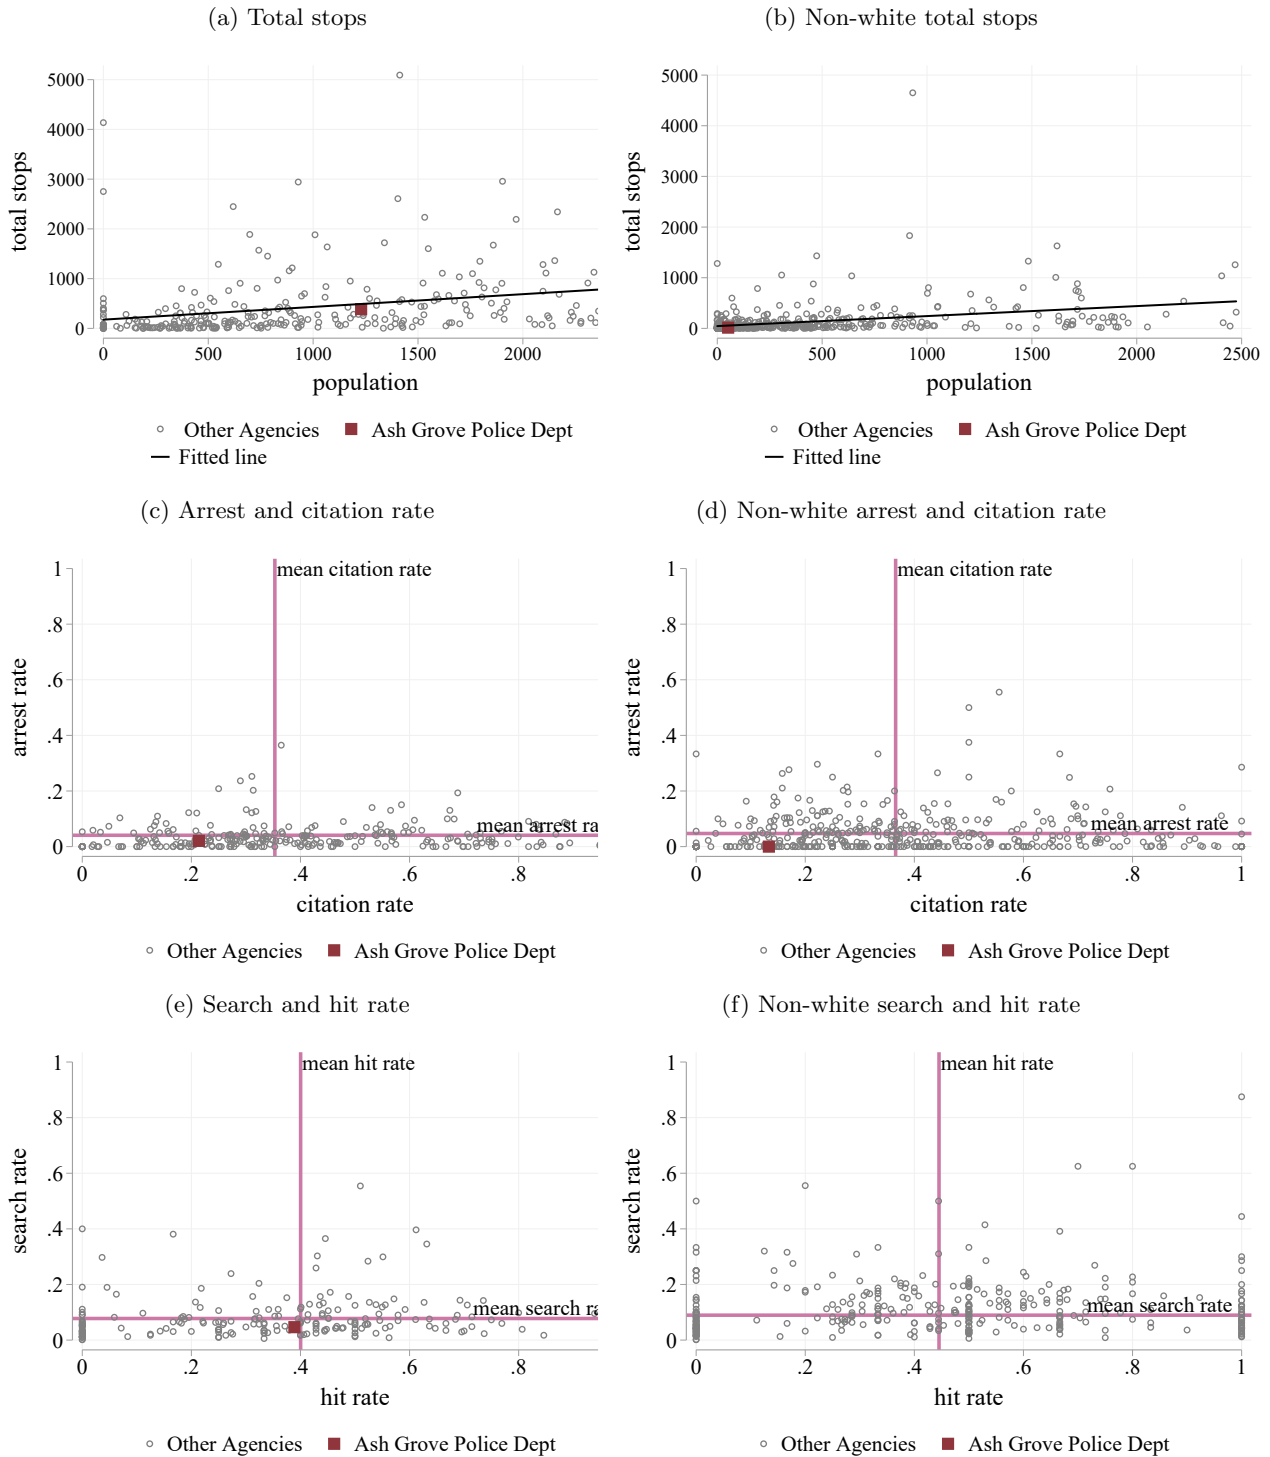 (a) Total stops
total stops
5000
4000
3000
2000
1000
0
0 500 1000 1500 2000
population
Other Agencies Ash Grove Police Dept
Fitted line
(b) Non-white total stops
total stops
5000
4000
3000
2000
1000
0
0 500 1000 1500 2000 2500
population
Other Agencies Ash Grove Police Dept
Fitted line
(c) Arrest and citation rate
arrest rate
1
.8
.6
.4
.2
0
mean citation rate
mean arrest ra
0 .2 .4 .6 .8
citation rate
Other Agencies Ash Grove Police Dept
(d) Non-white arrest and citation rate
arrest rate
1
.8
.6
.4
.2
0
mean citation rate
mean arrest rate
0 .2 .4 .6 .8 1
citation rate
Other Agencies Ash Grove Police Dept
(e) Search and hit rate
search rate
1
.8
.6
.4
.2
0
mean hit rate
mean search ra
0 .2 .4 .6 .8
hit rate
Other Agencies Ash Grove Police Dept
(f) Non-white search and hit rate
search rate
1
.8
.6
.4
.2
0
mean hit rate
mean search rate
0 .2 .4 .6 .8 1
hit rate
Other Agencies Ash Grove Police Dept